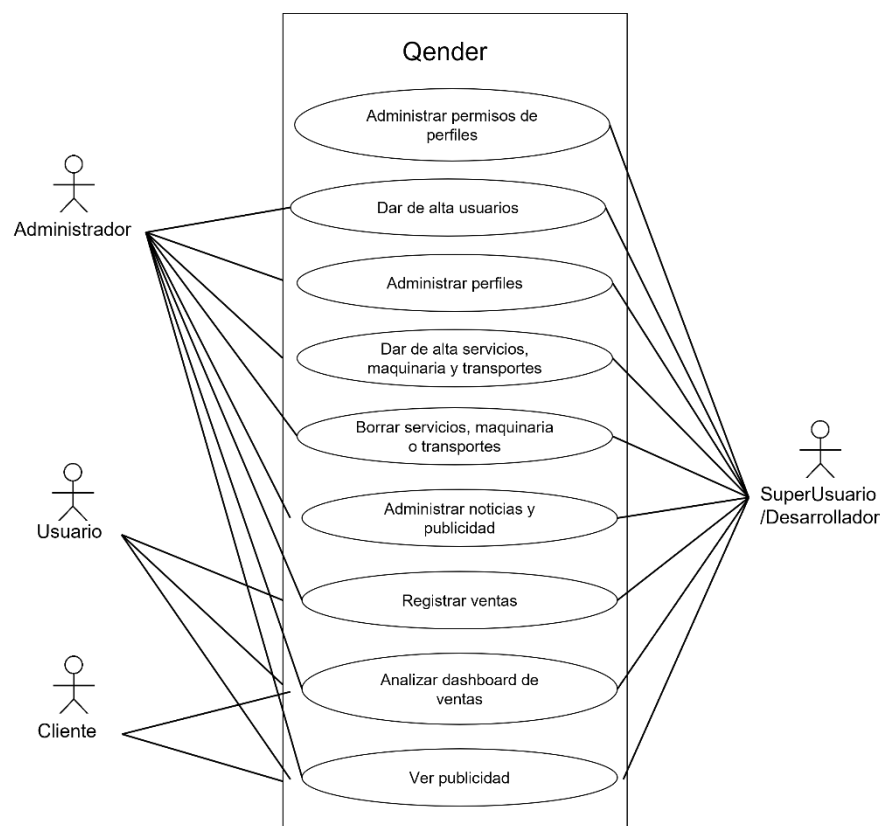 Qender
Administrar permisos de
perfiles
Administrador
Dar de alta usuarios
Administrar perfiles
Dar de alta servicios,
maquinaria y transportes
Borrar servicios, maquinaria
o transportes
SuperUsuario
/Desarrollador
Usuario
Administrar noticias y
publicidad
Registrar ventas
Cliente
Analizar dashboard de
ventas
Ver publicidad